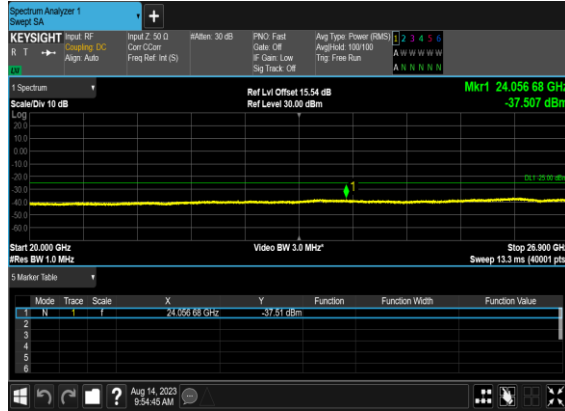 Spectrum Analyzer 1
Swept SA
KEYSIGHT Input: RF Input Z: 50 Ω #Atten: 30 dB PNO: Fast Avg Type: Power (RMS) 1 2 3 4 5 6
R T Coupling: DC Corr CCorr Gate: Off Avg|Hold: 100/100 A W W W W W
Align: Auto Freq Ref: Int (S) IF Gain: Low Trig: Free Run
LV Sig Track: Off A N N N N N
1 Spectrum Ref Lvl Offset 15.54 dB Mkr1 24.056 68 GHz
Scale/Div 10 dB Ref Level 30.00 dBm -37.507 dBm
Log
20.0
10.0
0.00
-10.0
-20.0
DL1 -25.00 dBm
-30.0
1
-40.0
-50.0
-60.0
Start 20.000 GHz Video BW 3.0 MHz* Stop 26.900 GHz
#Res BW 1.0 MHz Sweep 13.3 ms (40001 pts
5 Marker Table
Mode Trace Scale X Y Function Function Width Function Value
1 N 1 f 24.056 68 GHz -37.51 dBm
2
3
4
5
6
? Aug 14, 2023
9:54:45 AM